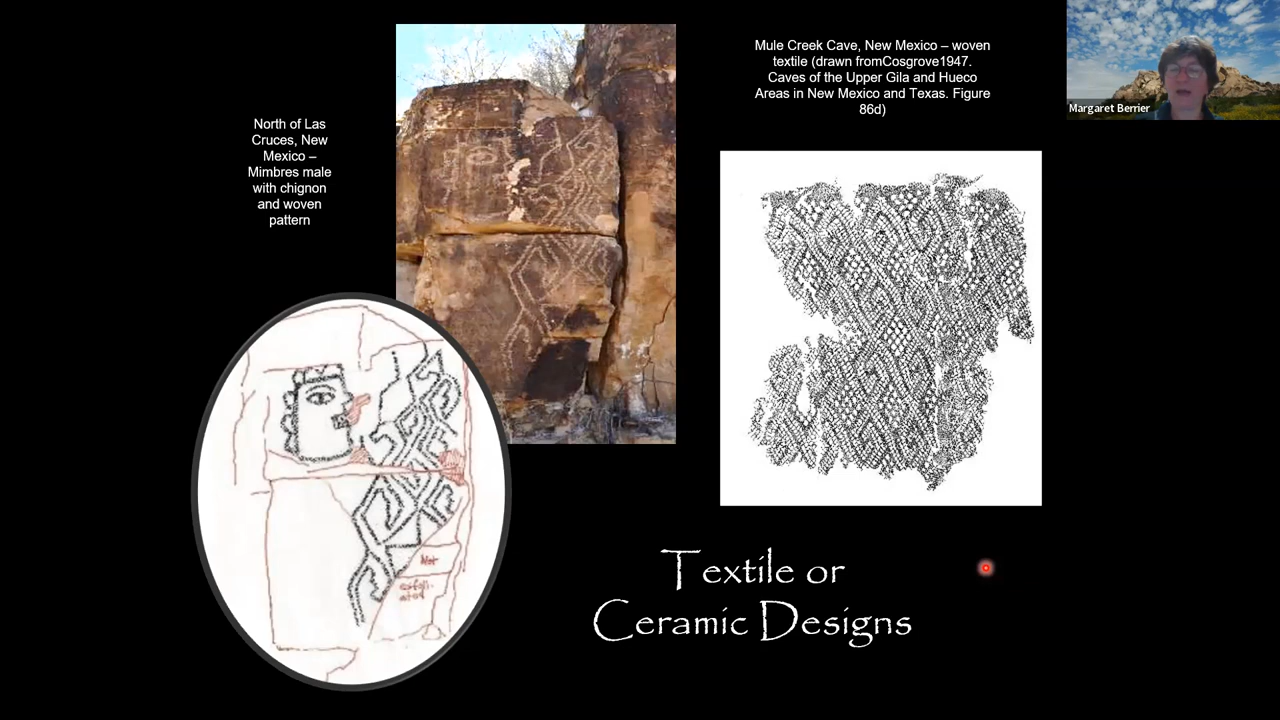 North of Las
Cruces, New
Mexico –
Mimbres male
with chignon
and woven
pattern
Mule Creek Cave, New Mexico – woven
textile (drawn fromCosgrove1947.
Caves of the Upper Gila and Hueco
Areas in New Mexico and Texas. Figure
86d)
Margaret Berrier
Not
Textile or
Ceramic Designs